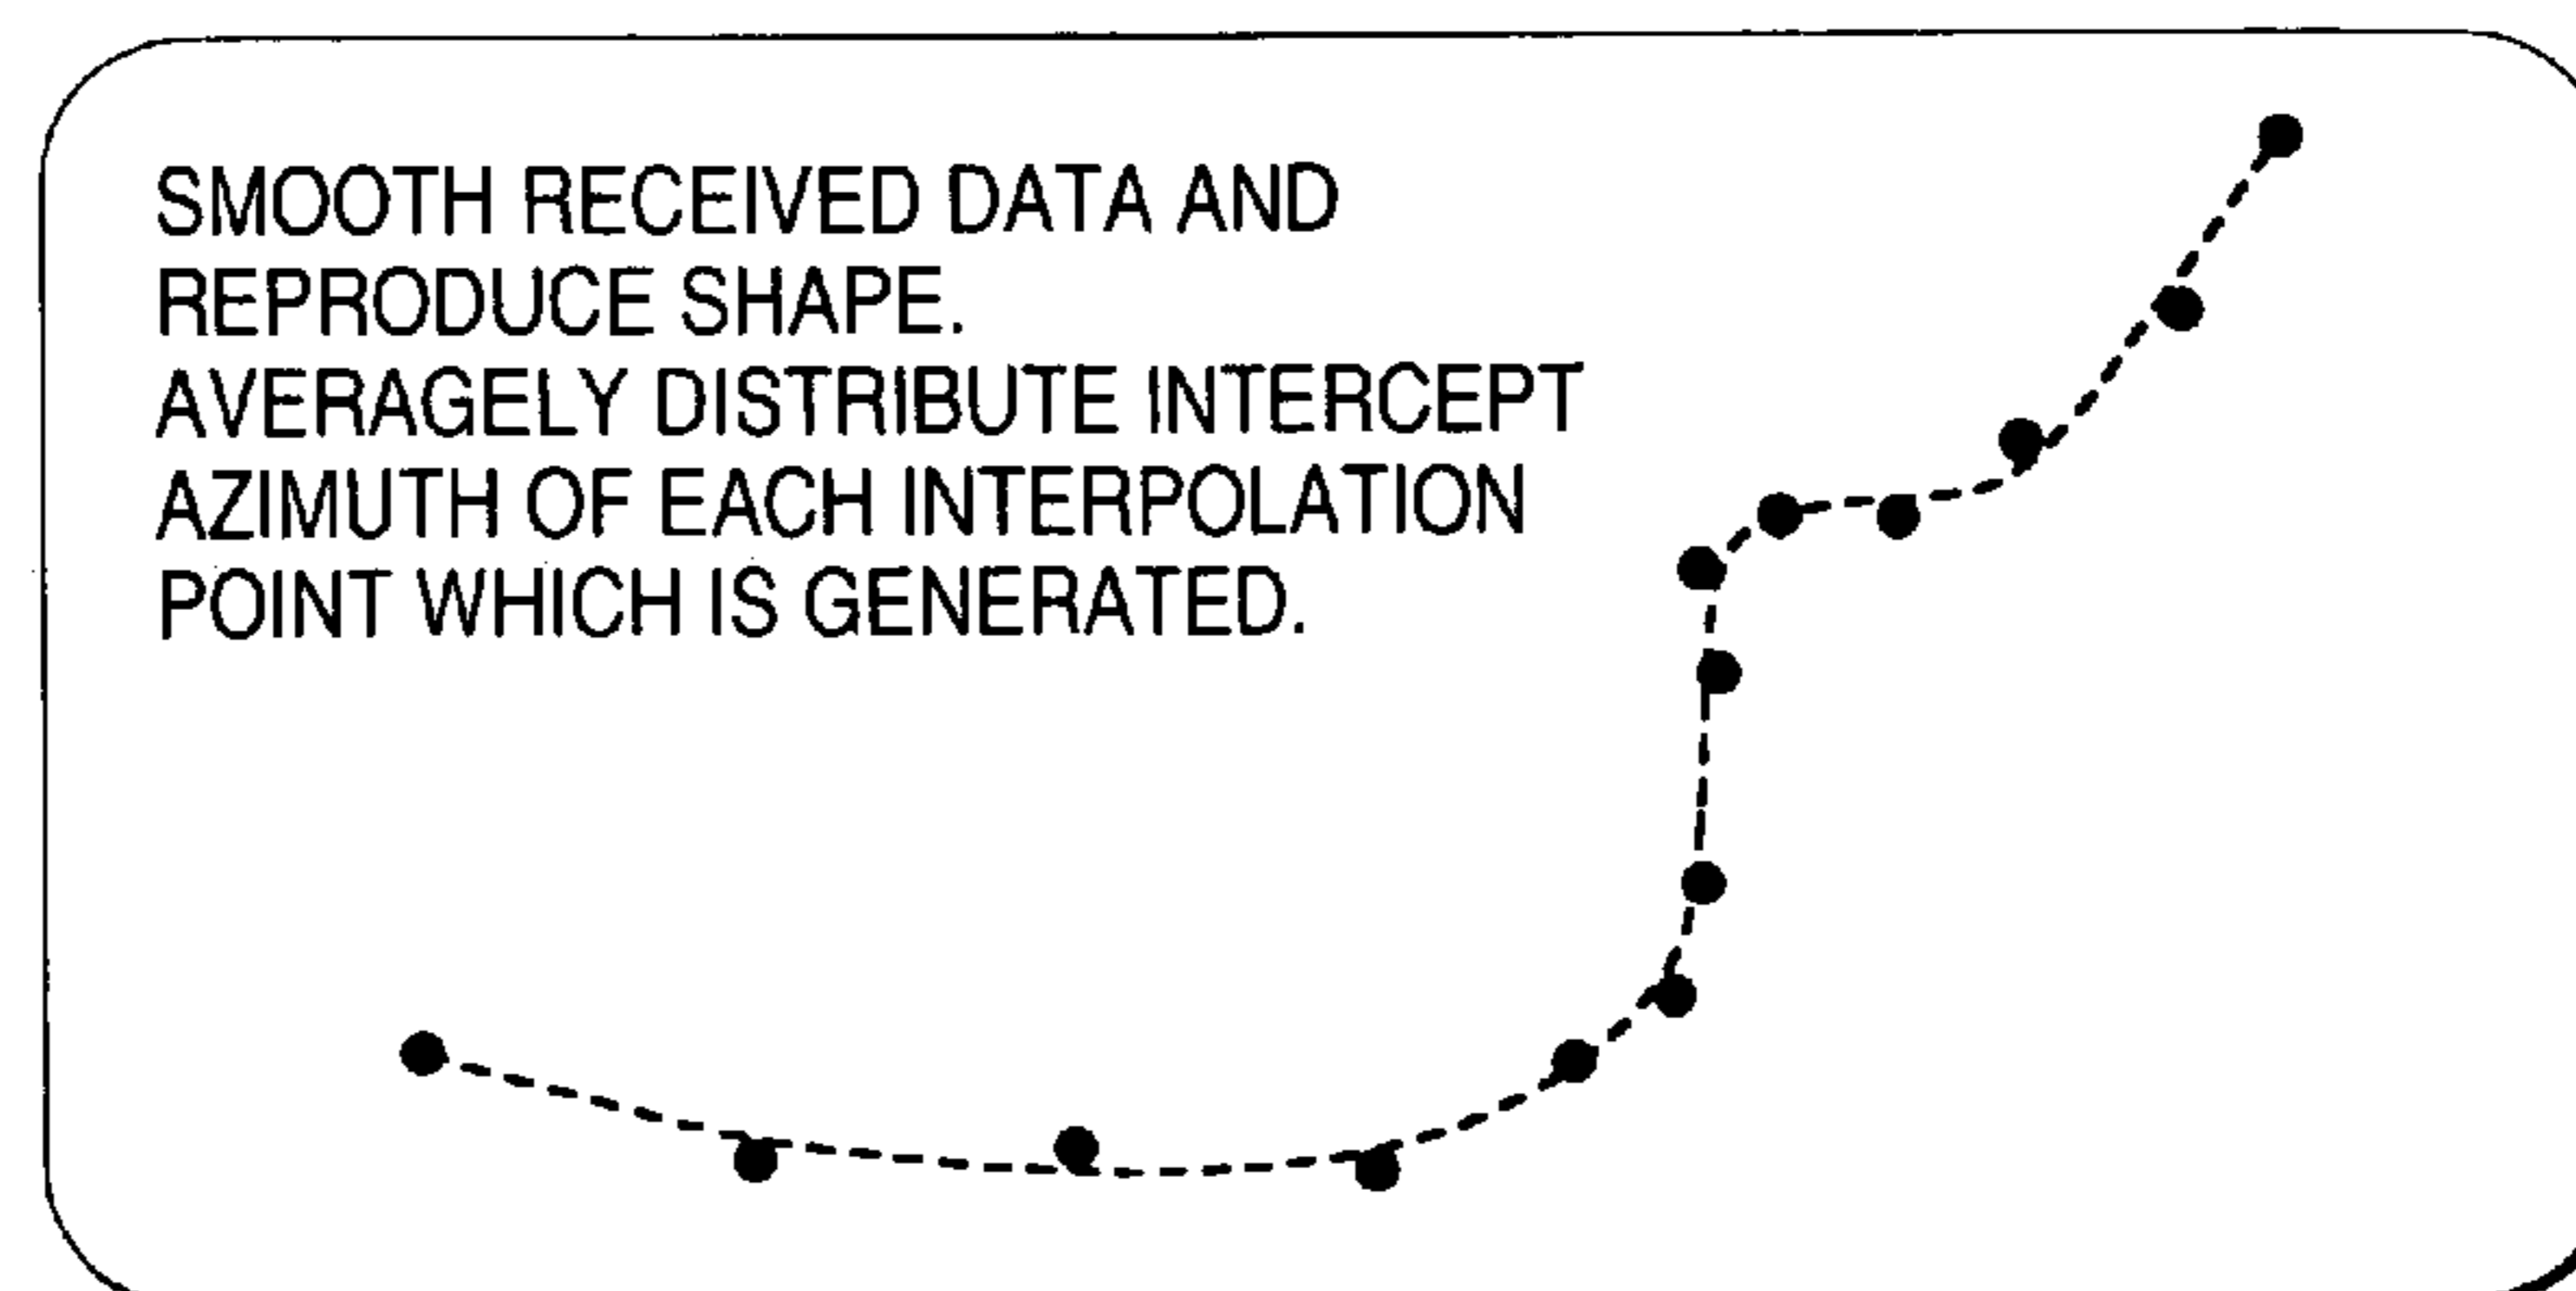 SMOOTH RECEIVED DATA AND
REPRODUCE SHAPE.
AVERAGELY DISTRIBUTE INTERCEPT
AZIMUTH OF EACH INTERPOLATION
POINT WHICH IS GENERATED.